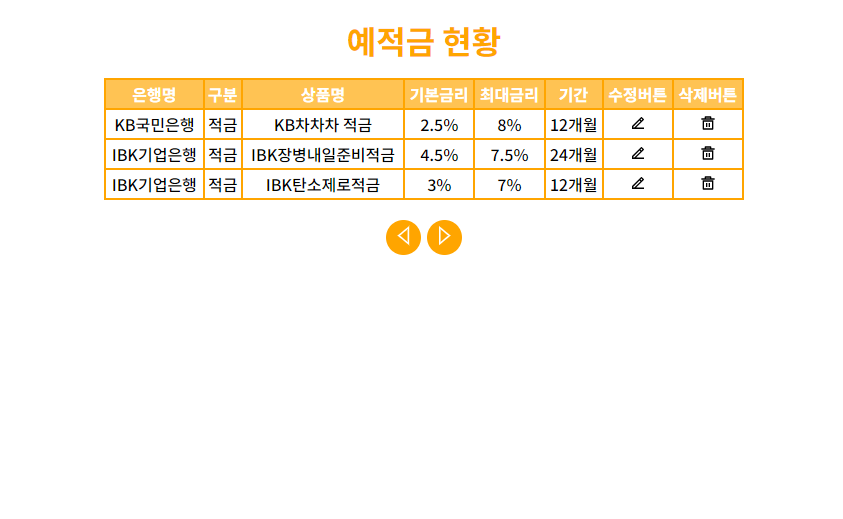 예적금 현황
은행명 구분 상품명 기본금리 최대금리 기간 수정버튼 삭제버튼
KB국민은행 적금 KB차차차 적금 2.5% 8% 12개월
IBK기업은행 적금 IBK장병내일준비적금 4.5% 7.5% 24개월
IBK기업은행 적금 IBK탄소제로적금 3% 7% 12개월